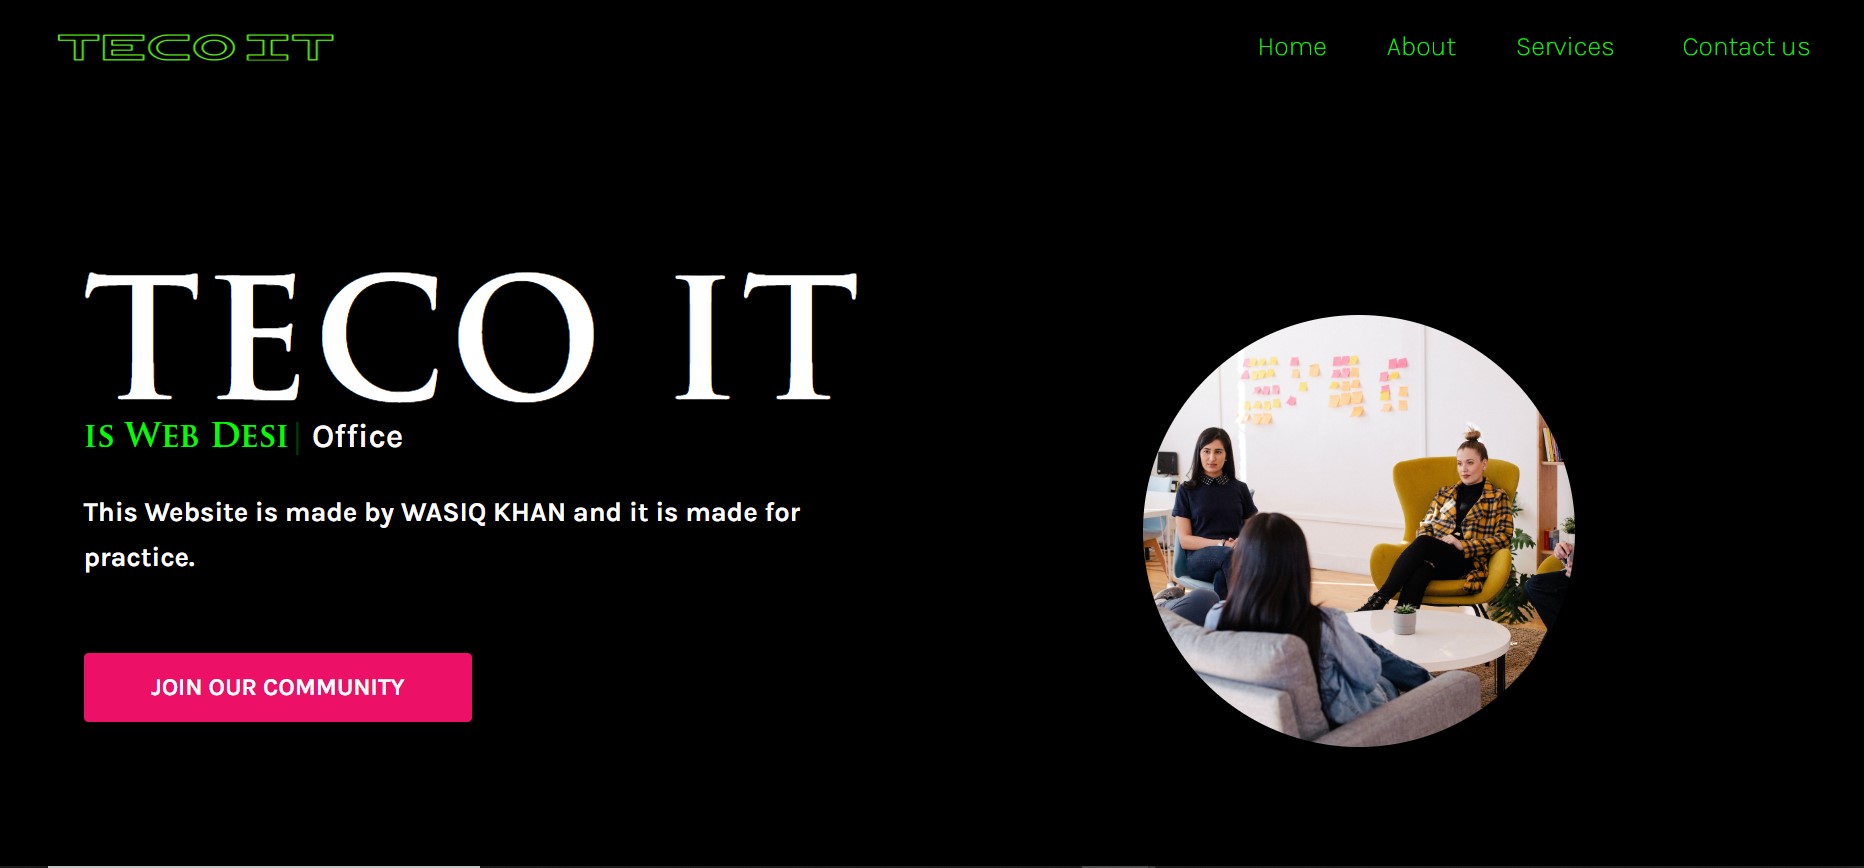 TECO IT
Home About Services Contact us
TECO IT
is Web Desi| Office
This Website is made by WASIQ KHAN and it is made for
practice.
JOIN OUR COMMUNITY